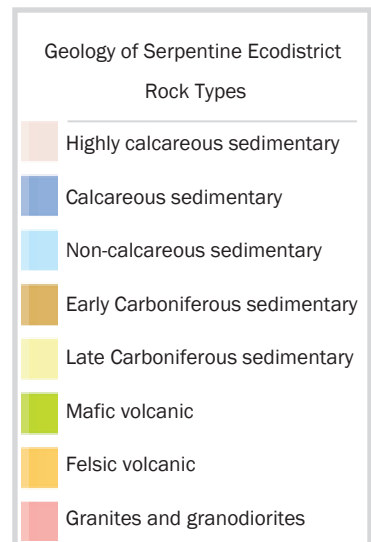 Geology of Serpentine Ecodistrict
Rock Types
Highly calcareous sedimentary
Calcareous sedimentary
Non-calcareous sedimentary
Early Carboniferous sedimentary
Late Carboniferous sedimentary
Mafic volcanic
Felsic volcanic
Granites and granodiorites